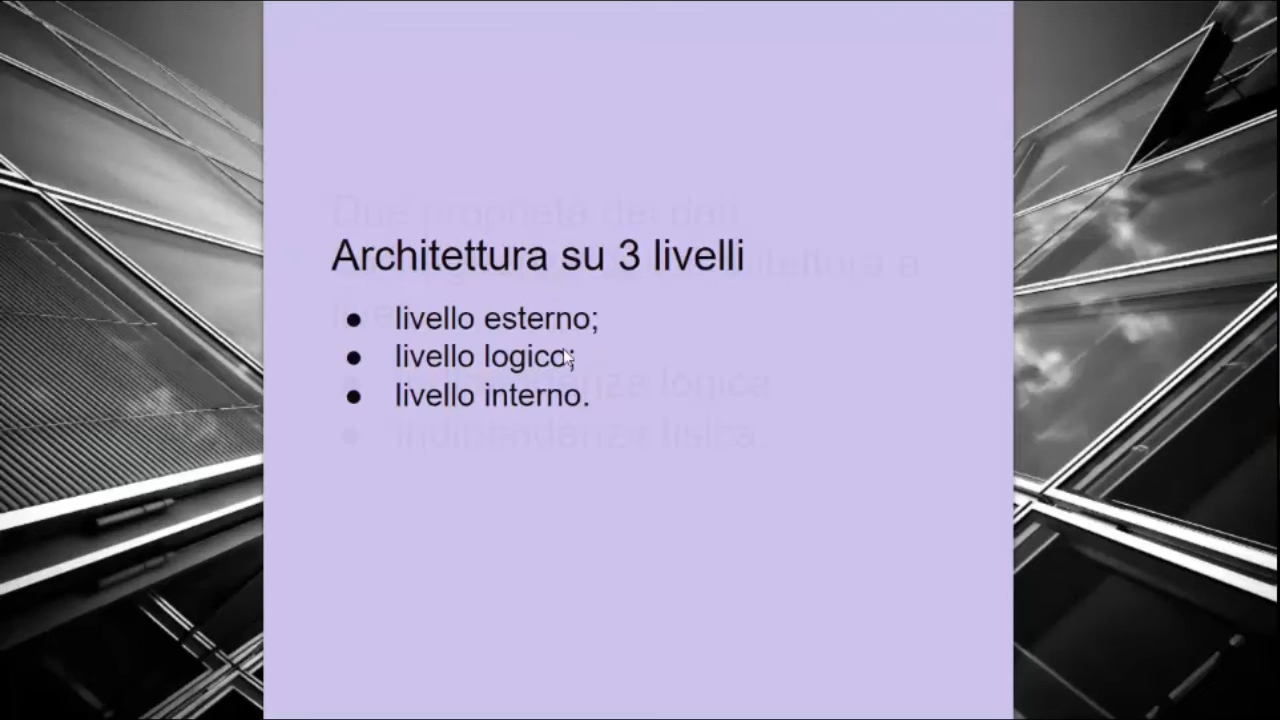 Architettura su 3 livelli
● livello esterno;
● livello logico;
● livello interno.